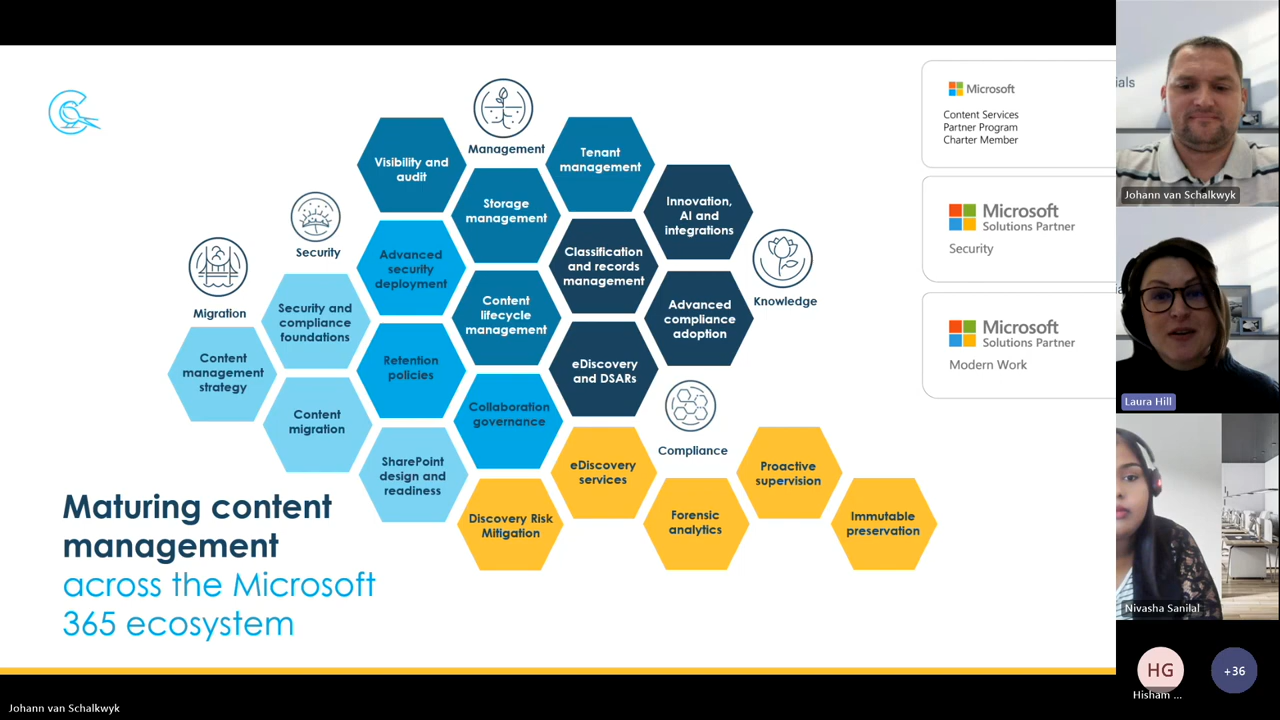 Management
Visibility and
audit
Tenant
management
Storage
management
Innovation,
AI and
integrations
Security
Advanced
security
deployment
Classification
and records
management
Migration
Knowledge
Security and
compliance
foundations
Content
lifecycle
management
Advanced
compliance
adoption
Content
management
strategy
Retention
policies
eDiscovery
and DSARs
Content
migration
Collaboration
governance
Compliance
SharePoint
design and
readiness
eDiscovery
services
Proactive
supervision
Discovery Risk
Mitigation
Forensic
analytics
Immutable
preservation
Maturing content
management
across the Microsoft
365 ecosystem
Microsoft
Content Services
Partner Program
Charter Member
Microsoft
Solutions Partner
Security
Microsoft
Solutions Partner
Modern Work
ials
Johann van Schalkwyk
Laura Hill
Nivasha Sanilal
HG
Hisham ...
+36
Johann van Schalkwyk